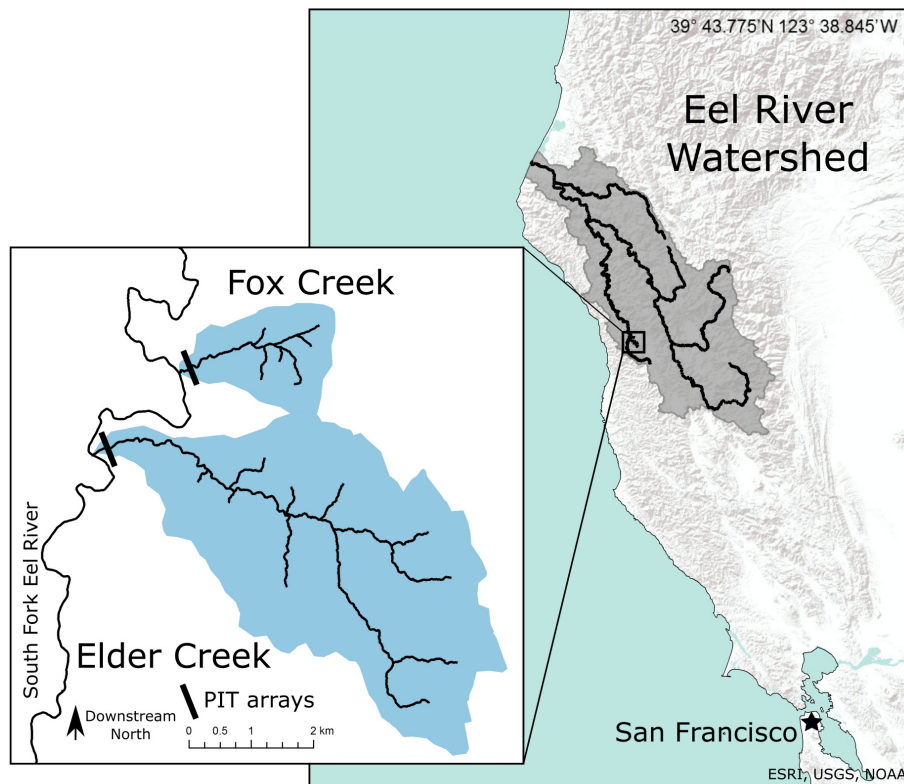 39° 43.775’N 123° 38.845’W
Eel River
Watershed
Fox Creek
South Fork Eel River
Elder Creek
PIT arrays
Downstream
North
0 0.5 1 2 km
San Francisco
ESRI, USGS, NOAA